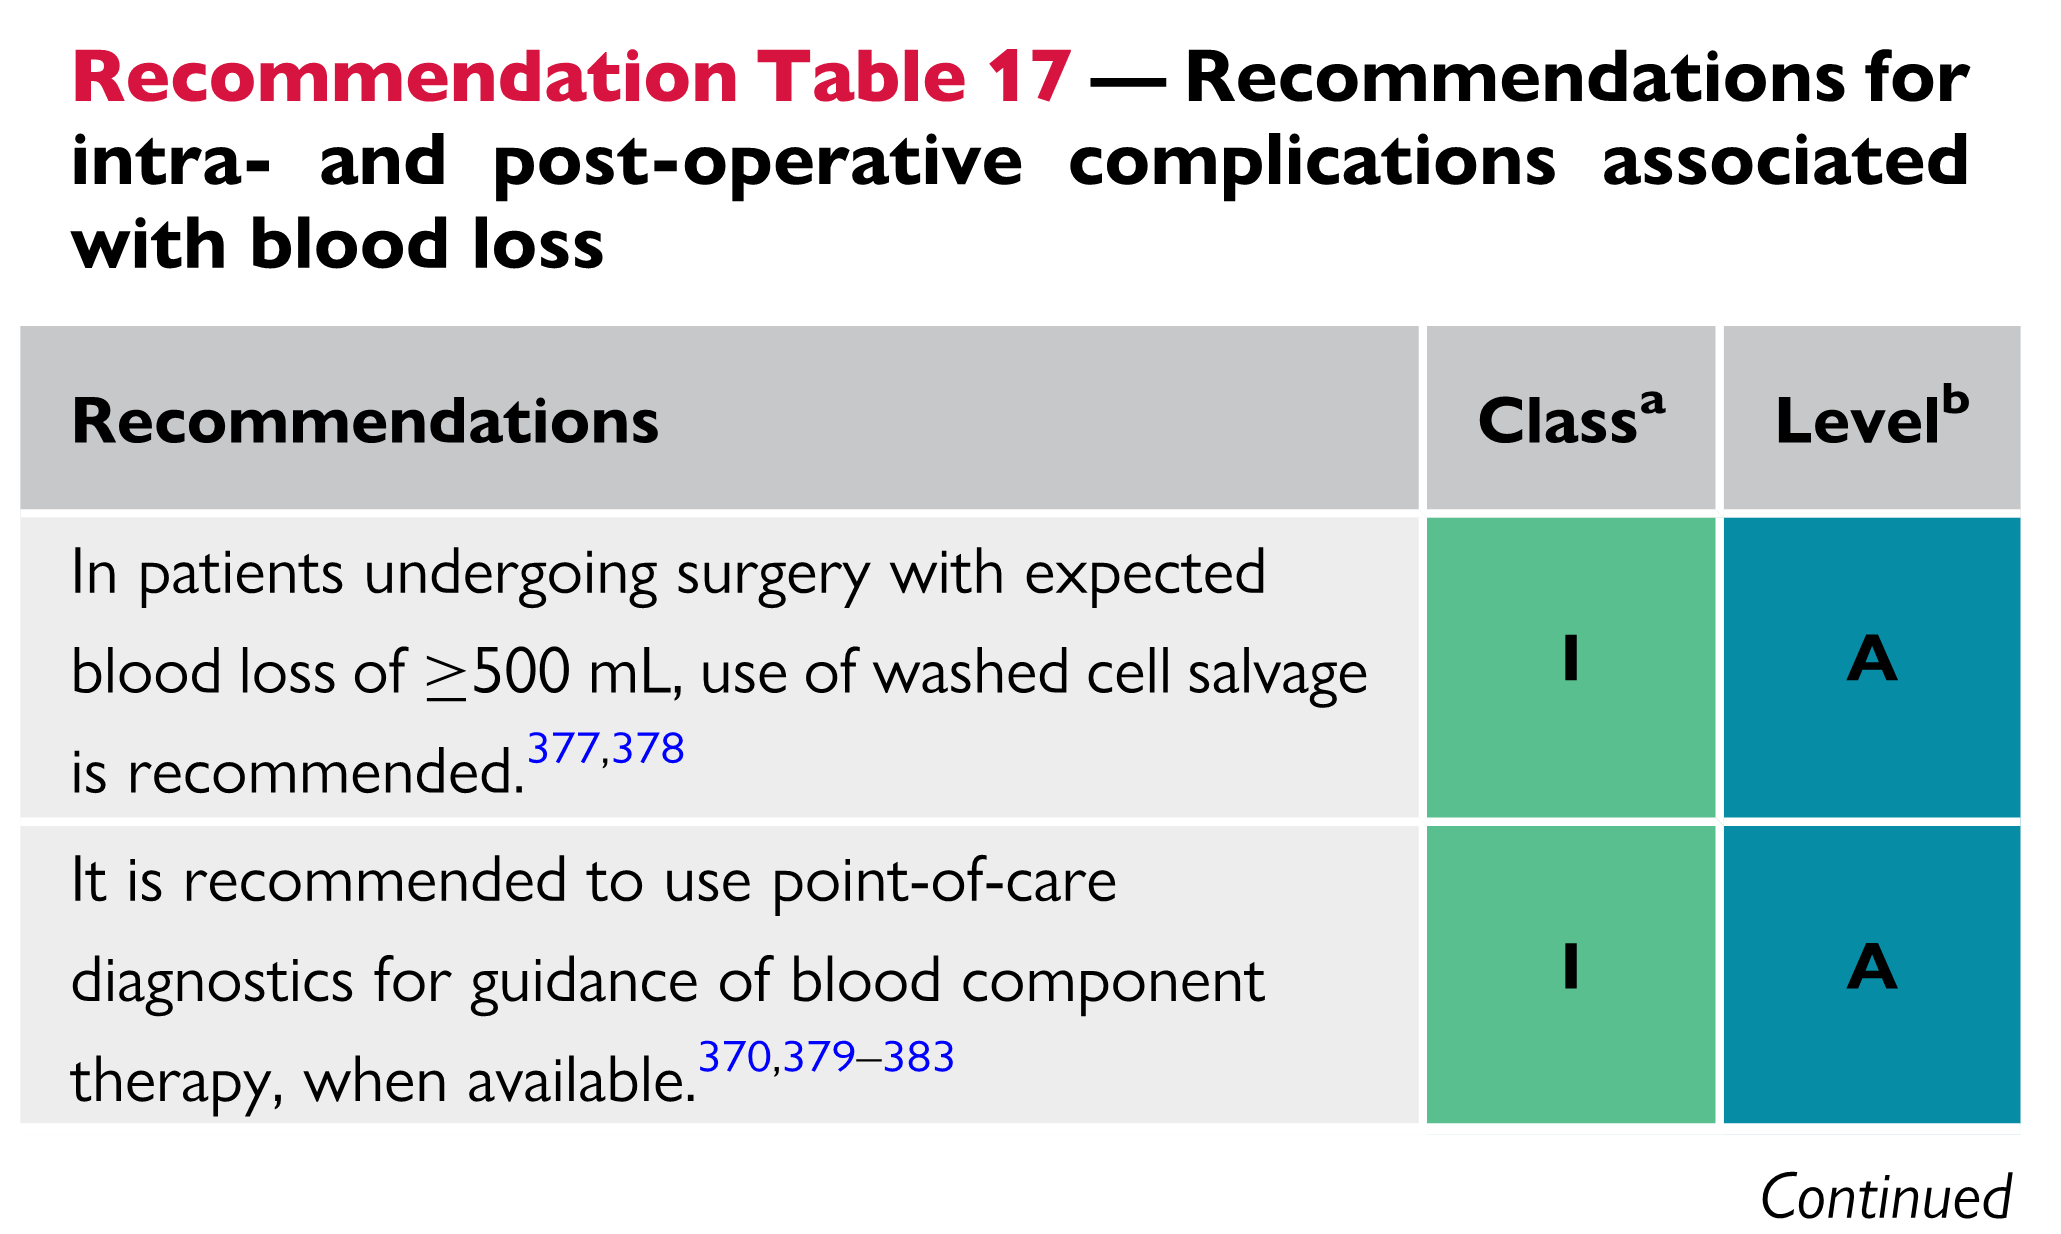 Recommendation Table 17 — Recommendations for
intra- and post-operative complications associated
with blood loss
Recommendations Classᵃ Levelᵇ
In patients undergoing surgery with expected
blood loss of ≥500 mL, use of washed cell salvage
is recommended.³⁷⁷,³⁷⁸
I A
It is recommended to use point-of-care
diagnostics for guidance of blood component
therapy, when available.³⁷⁰,³⁷⁹–³⁸³
I A
Continued